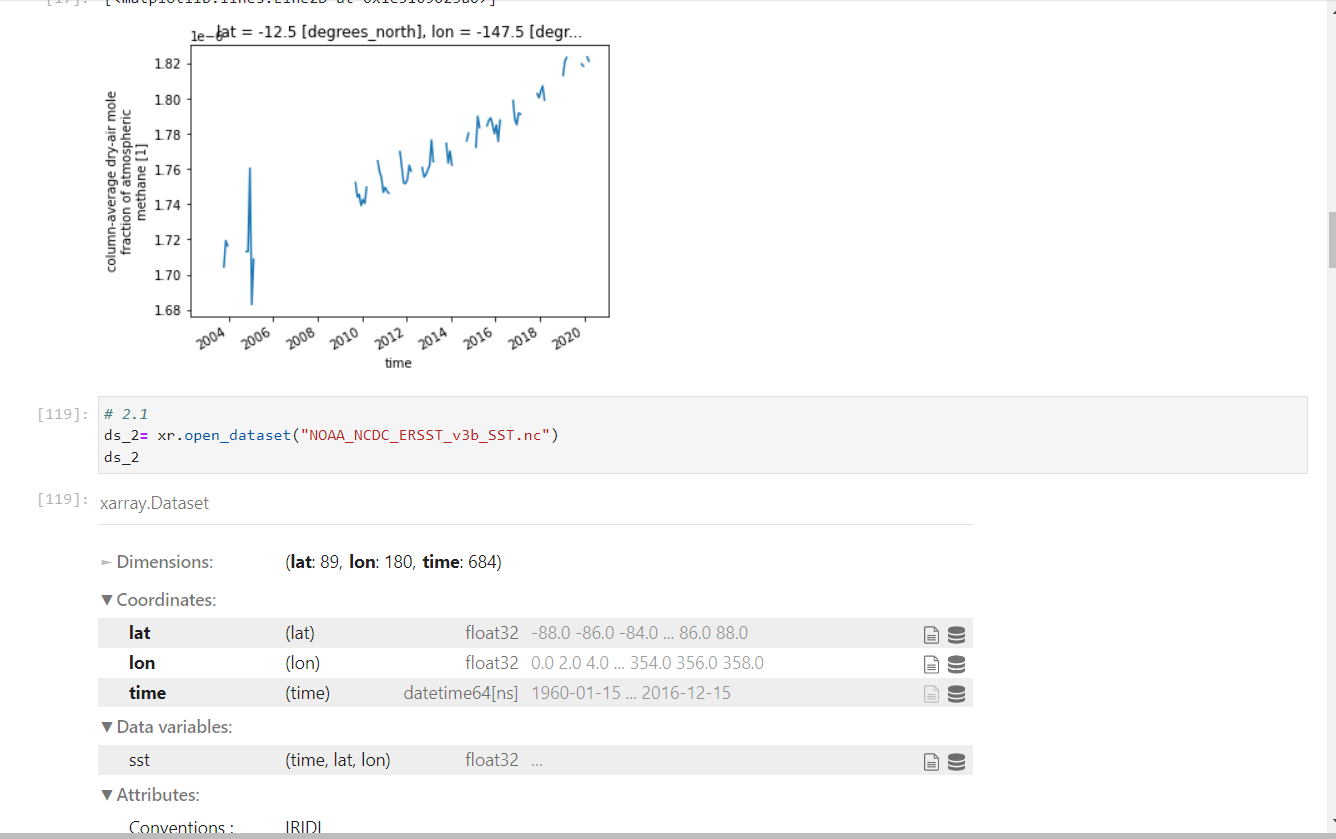 1e−6
lat = -12.5 [degrees_north], lon = -147.5 [degr...
column-average dry-air mole
fraction of atmospheric
methane [1]
1.82
1.80
1.78
1.76
1.74
1.72
1.70
1.68
2004 2006 2008 2010 2012 2014 2016 2018 2020
time
[119]:
# 2.1
ds_2= xr.open_dataset("NOAA_NCDC_ERSST_v3b_SST.nc")
ds_2
[119]: xarray.Dataset
► Dimensions: (lat: 89, lon: 180, time: 684)
▼ Coordinates:
lat (lat) float32 -88.0 -86.0 -84.0 ... 86.0 88.0
lon (lon) float32 0.0 2.0 4.0 ... 354.0 356.0 358.0
time (time) datetime64[ns] 1960-01-15 ... 2016-12-15
▼ Data variables:
sst (time, lat, lon) float32 ...
▼ Attributes:
Conventions : IRIDL